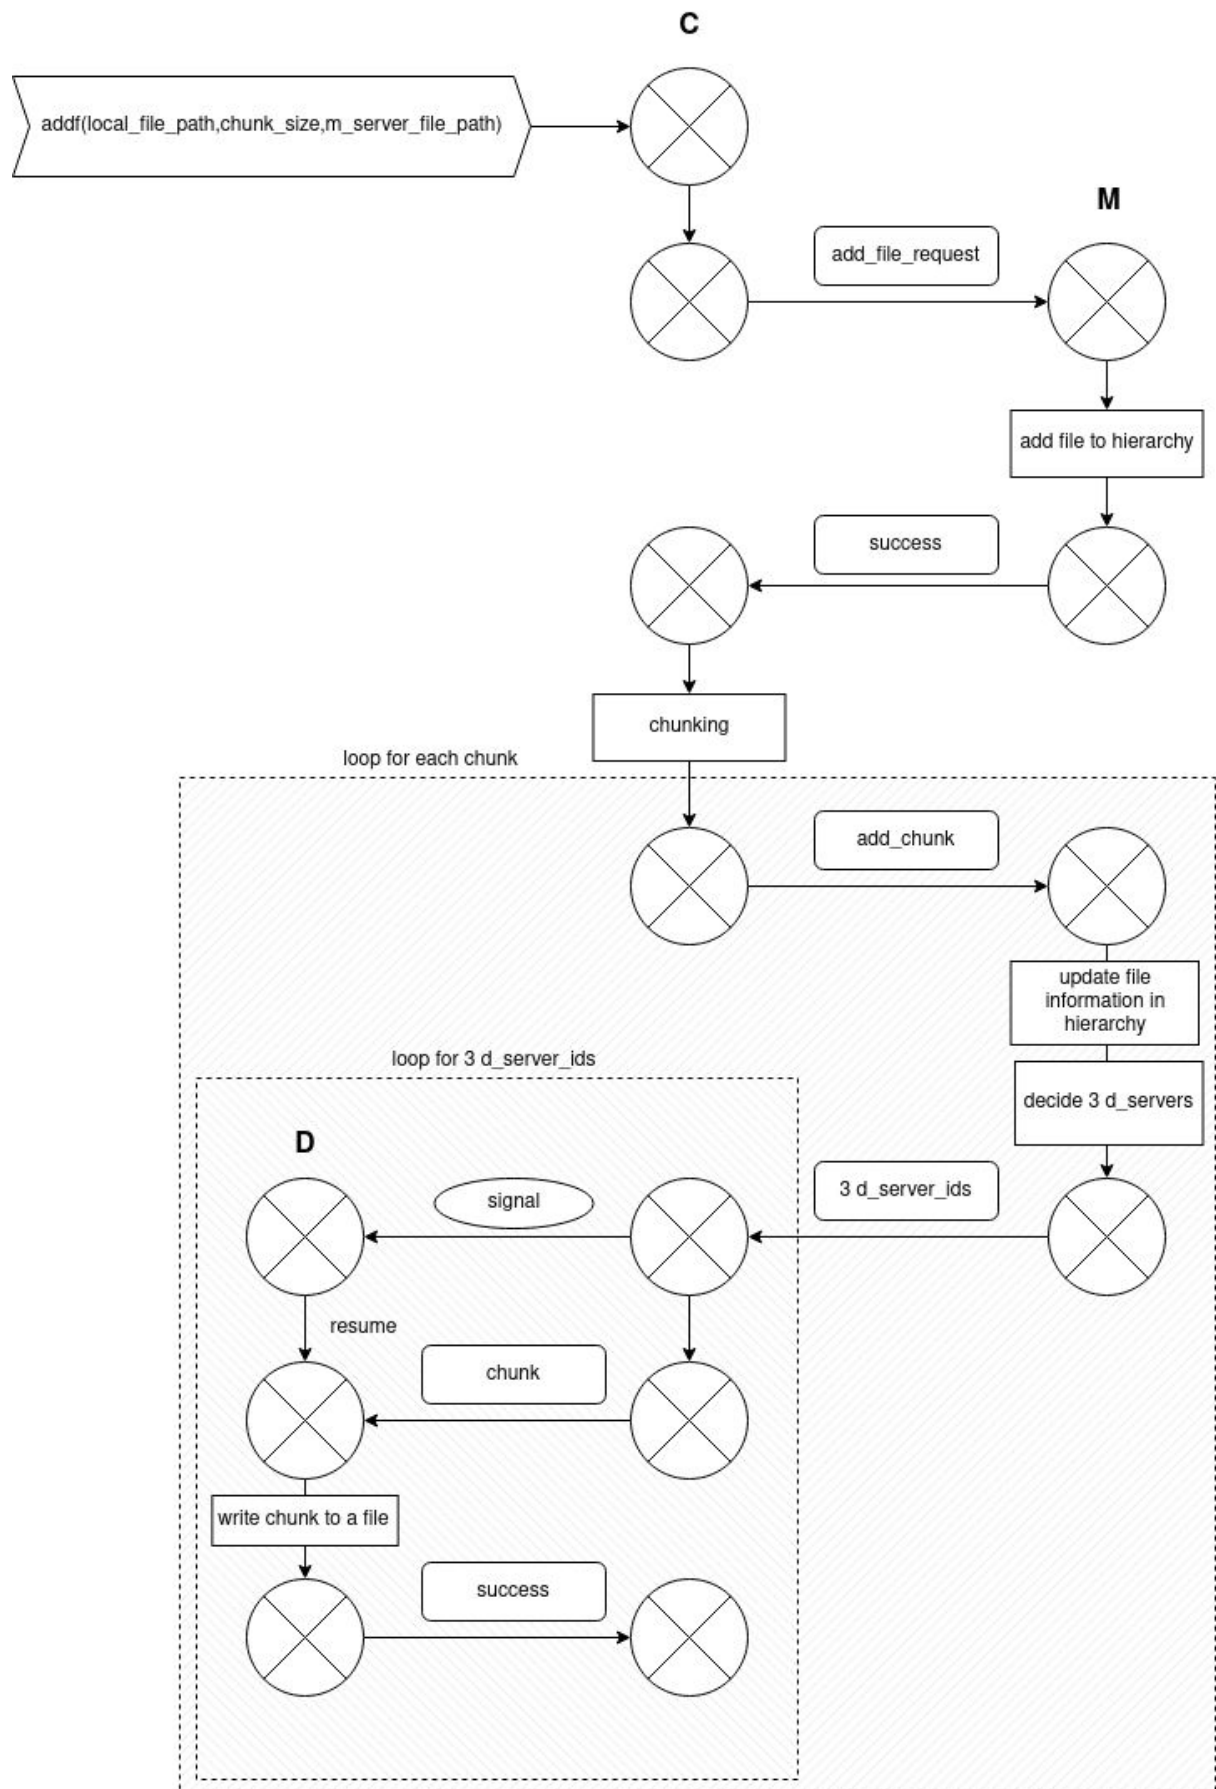 C
addf(local_file_path,chunk_size,m_server_file_path)
M
add_file_request
add file to hierarchy
success
chunking
loop for each chunk
add_chunk
update file
information in
hierarchy
loop for 3 d_server_ids
decide 3 d_servers
D
3 d_server_ids
signal
resume
chunk
write chunk to a file
success